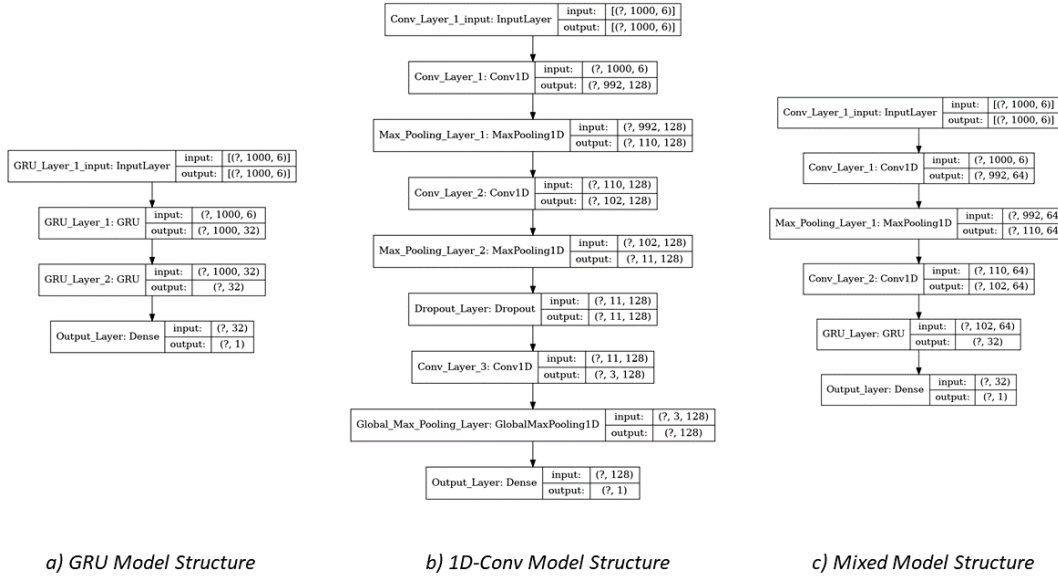 GRU_Layer_1_input: InputLayer input: [(?, 1000, 6)]
output: [(?, 1000, 6)]
GRU_Layer_1: GRU input: (?, 1000, 6)
output: (?, 1000, 32)
GRU_Layer_2: GRU input: (?, 1000, 32)
output: (?, 32)
Output_Layer: Dense input: (?, 32)
output: (?, 1)
a) GRU Model Structure
Conv_Layer_1_input: InputLayer input: [(?, 1000, 6)]
output: [(?, 1000, 6)]
Conv_Layer_1: Conv1D input: (?, 1000, 6)
output: (?, 992, 128)
Max_Pooling_Layer_1: MaxPooling1D input: (?, 992, 128)
output: (?, 110, 128)
Conv_Layer_2: Conv1D input: (?, 110, 128)
output: (?, 102, 128)
Max_Pooling_Layer_2: MaxPooling1D input: (?, 102, 128)
output: (?, 11, 128)
Dropout_Layer: Dropout input: (?, 11, 128)
output: (?, 11, 128)
Conv_Layer_3: Conv1D input: (?, 11, 128)
output: (?, 3, 128)
Global_Max_Pooling_Layer: GlobalMaxPooling1D input: (?, 3, 128)
output: (?, 128)
Output_Layer: Dense input: (?, 128)
output: (?, 1)
b) 1D-Conv Model Structure
Conv_Layer_1_input: InputLayer input: [(?, 1000, 6)]
output: [(?, 1000, 6)]
Conv_Layer_1: Conv1D input: (?, 1000, 6)
output: (?, 992, 64)
Max_Pooling_Layer_1: MaxPooling1D input: (?, 992, 64
output: (?, 110, 64
Conv_Layer_2: Conv1D input: (?, 110, 64)
output: (?, 102, 64)
GRU_Layer: GRU input: (?, 102, 64)
output: (?, 32)
Output_layer: Dense input: (?, 32)
output: (?, 1)
c) Mixed Model Structure